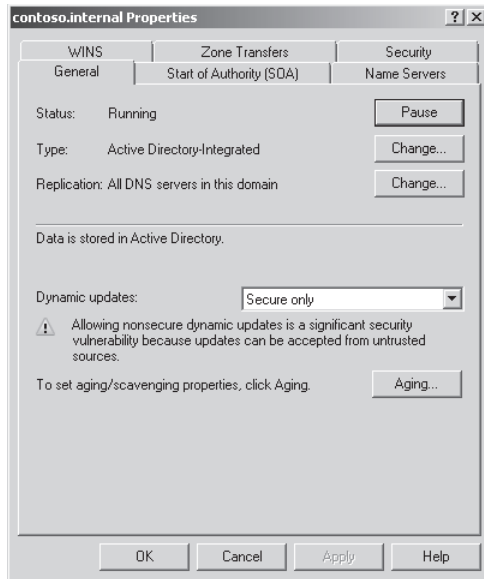 contoso.internal Properties
? X
WINS Zone Transfers Security
General Start of Authority (SOA) Name Servers
Status: Running Pause
Type: Active Directory-Integrated Change...
Replication: All DNS servers in this domain Change...
Data is stored in Active Directory.
Dynamic updates: Secure only
Allowing nonsecure dynamic updates is a significant security
vulnerability because updates can be accepted from untrusted
sources.
To set aging/scavenging properties, click Aging. Aging...
OK Cancel Apply Help